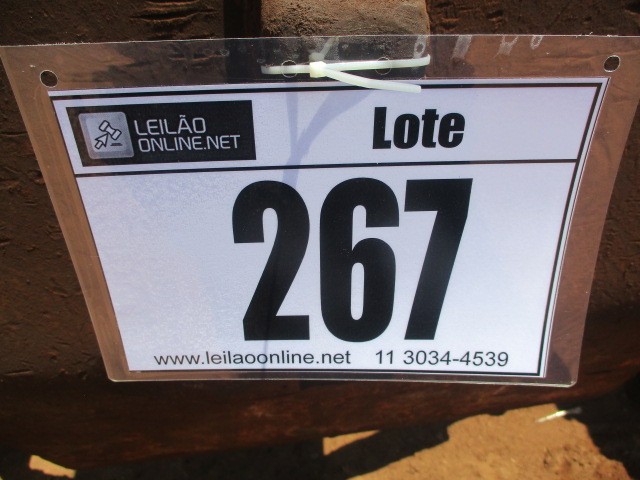 LEILÃO
ONLINE.NET
Lote
267
www.leilaoonline.net 11 3034-4539